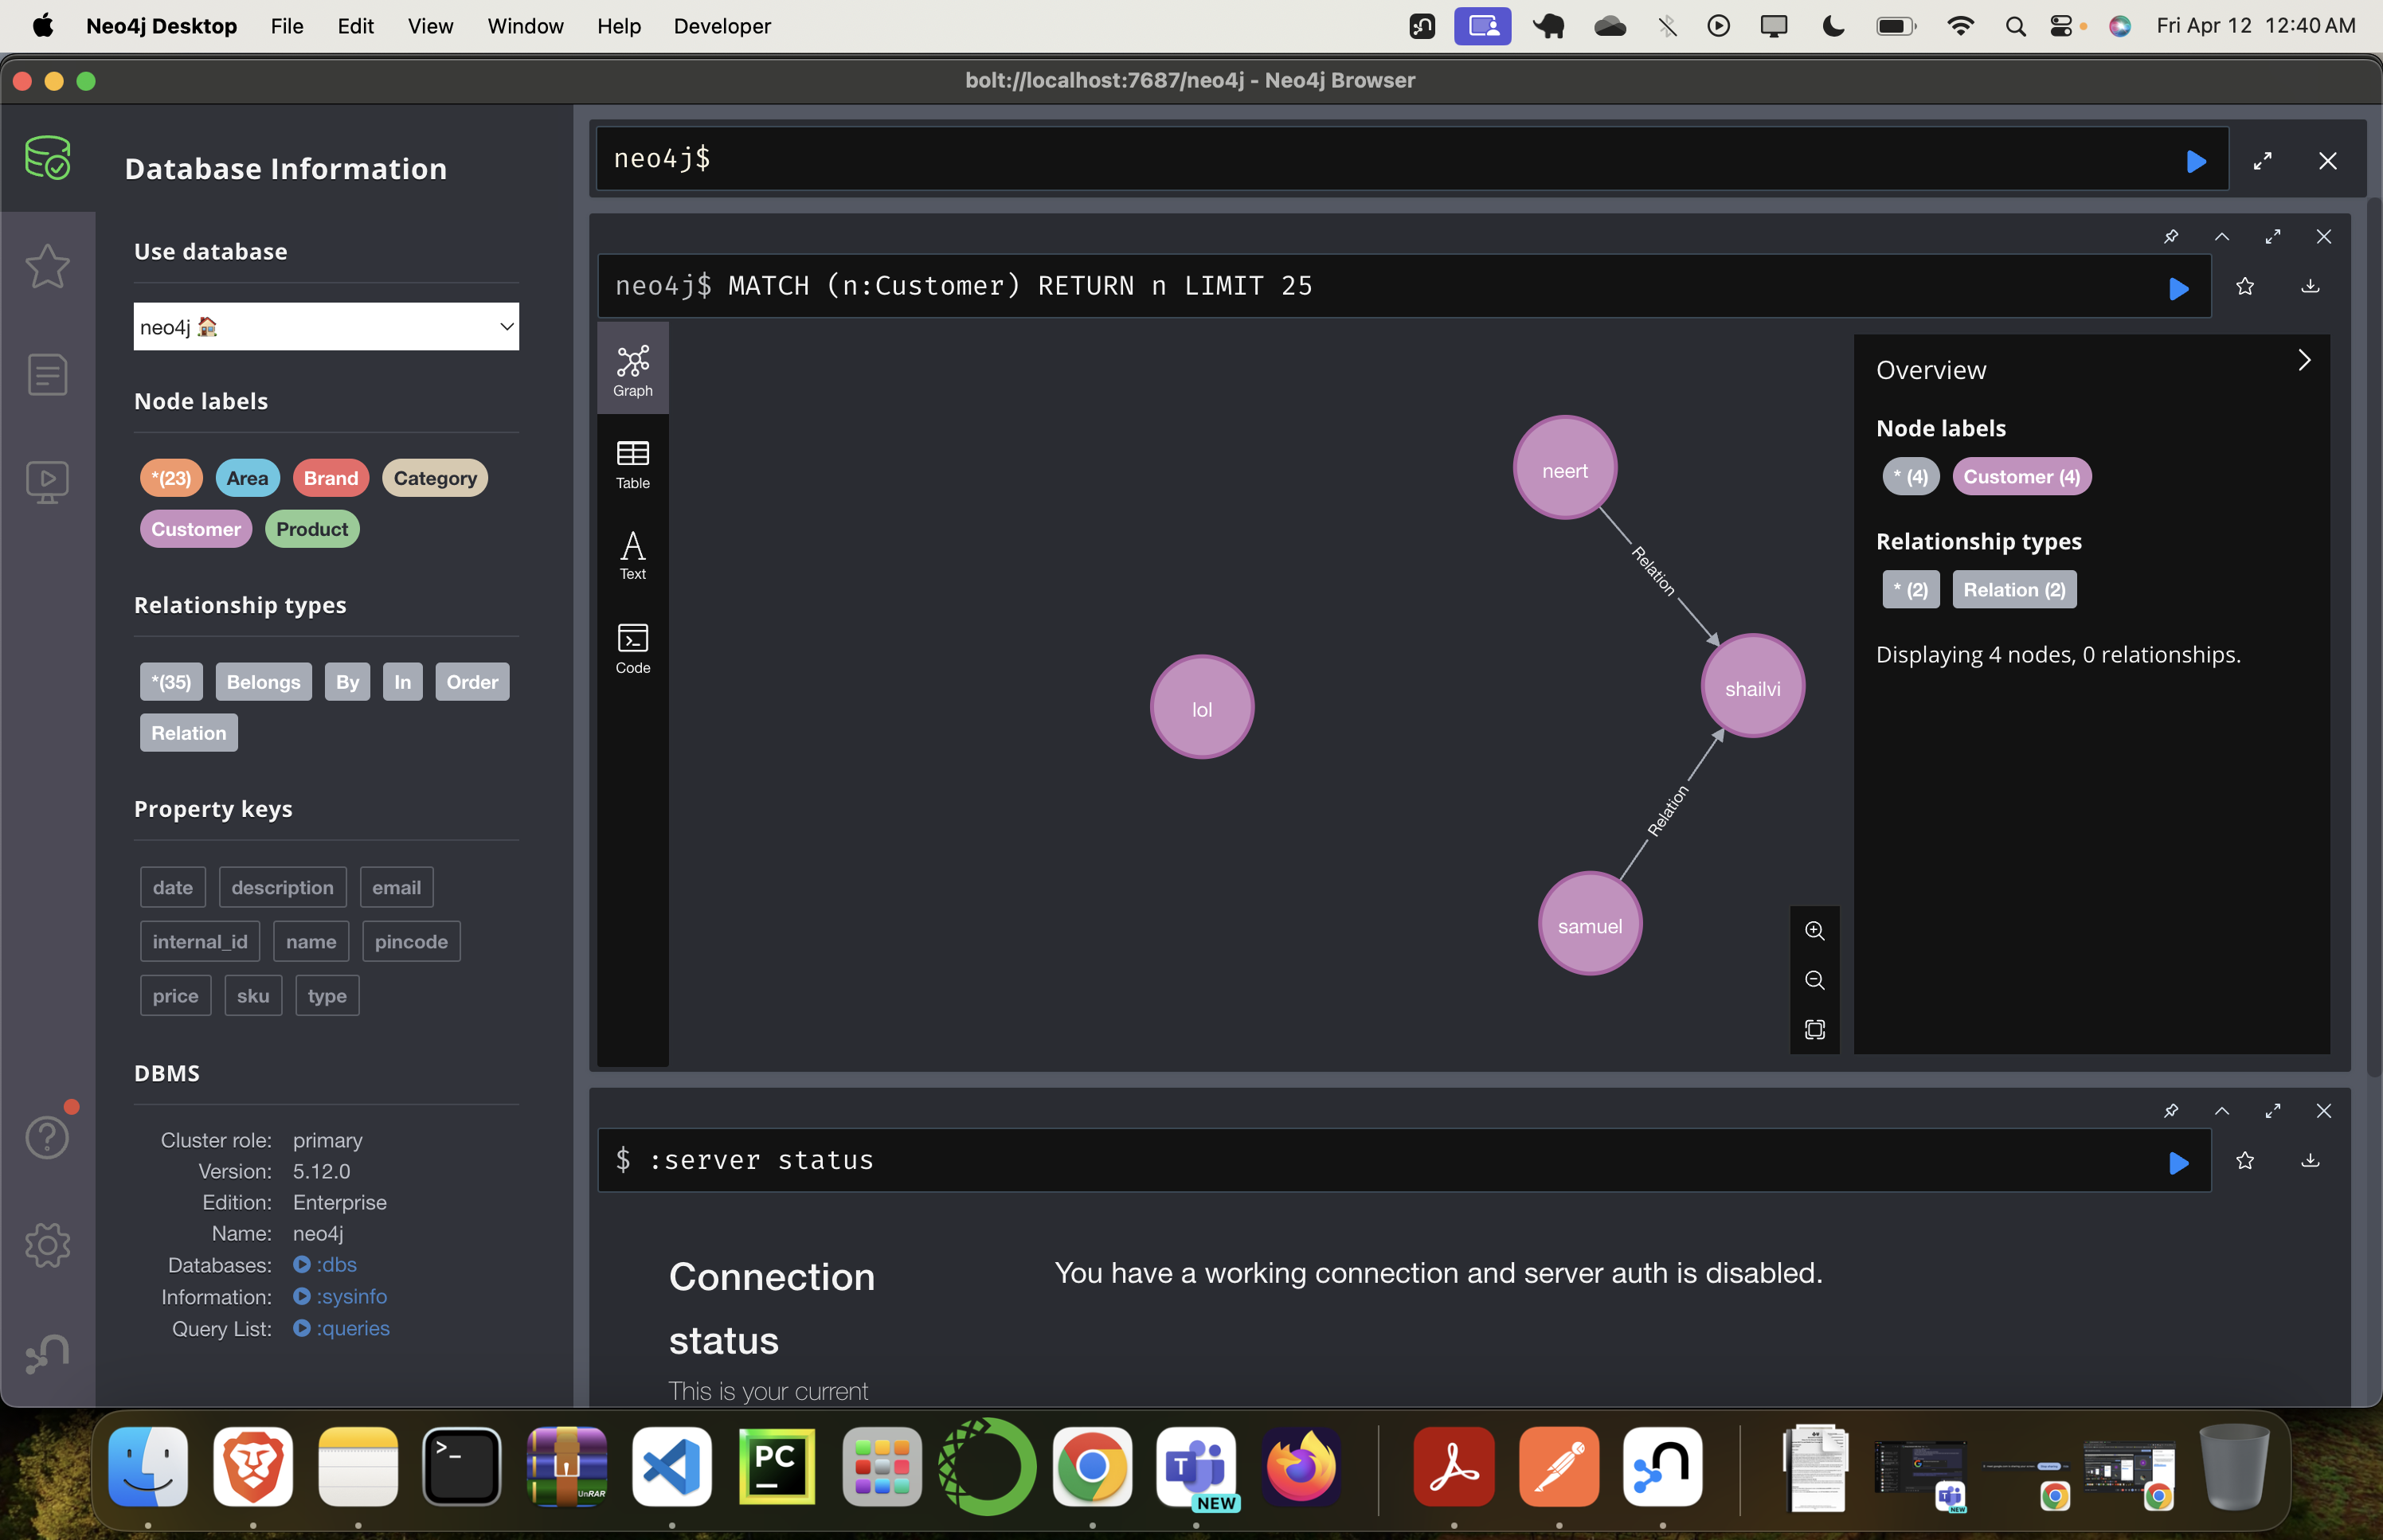 Neo4j Desktop File Edit View Window Help Developer Fri Apr 12 12:40 AM
bolt://localhost:7687/neo4j - Neo4j Browser
Database Information
Use database
neo4j
Node labels
*(23) Area Brand Category
Customer Product
Relationship types
*(35) Belongs By In Order
Relation
Property keys
date description email
internal_id name pincode
price sku type
DBMS
Cluster role: primary
Version: 5.12.0
Edition: Enterprise
Name: neo4j
Databases: :dbs
Information: :sysinfo
Query List: :queries
neo4j$
neo4j$ MATCH (n:Customer) RETURN n LIMIT 25
Graph
Table
Text
Code
neert
Relation
lol
shailvi
Relation
samuel
Overview
Node labels
* (4) Customer (4)
Relationship types
* (2) Relation (2)
Displaying 4 nodes, 0 relationships.
$ :server status
Connection
status
This is your current
You have a working connection and server auth is disabled.
UnRAR
PC
T
NEW